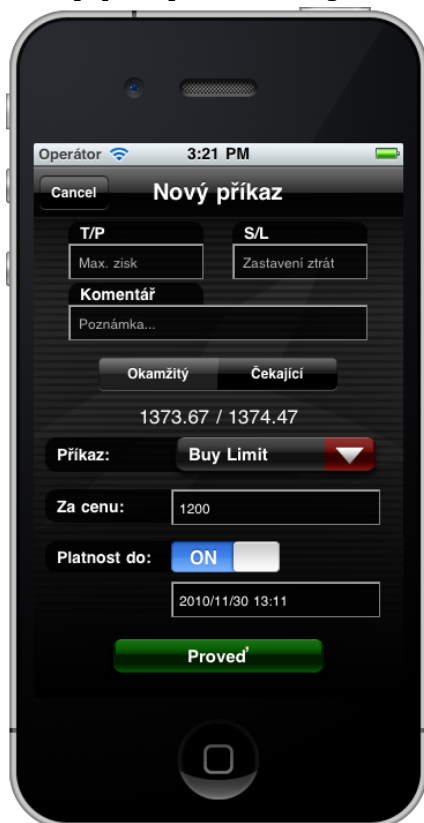 Operátor 3:21 PM
Cancel Nový příkaz
T/P S/L
Max. zisk Zastavení ztrát
Komentář
Poznámka...
Okamžitý Čekající
1373.67 / 1374.47
Příkaz: Buy Limit
Za cenu: 1200
Platnost do: ON
2010/11/30 13:11
Proveď